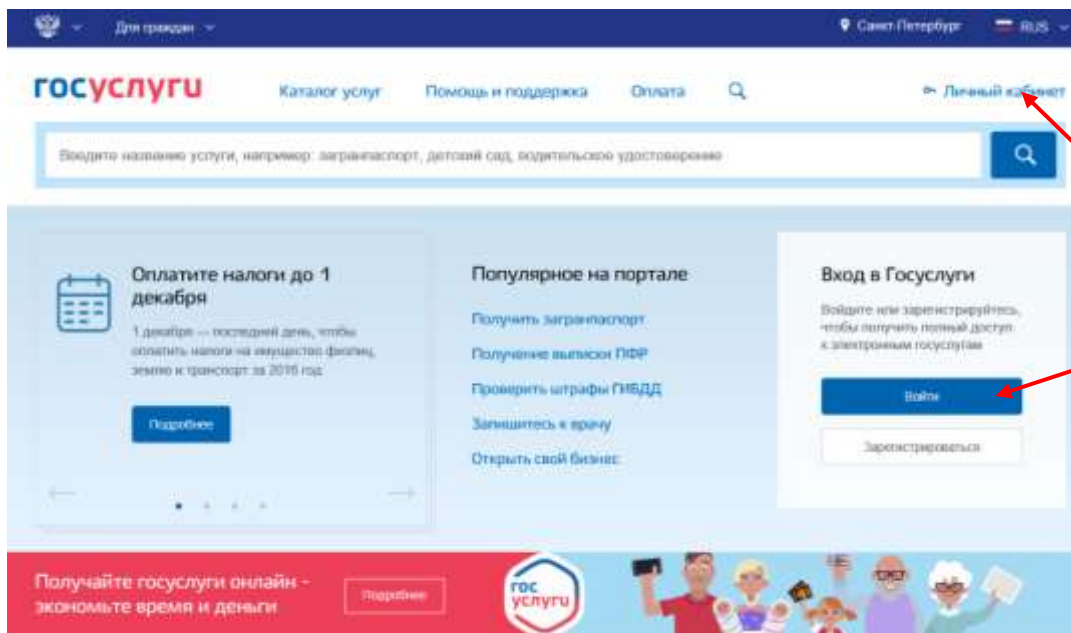 Для граждан
Санкт-Петербург
RUS
госуслуги
Каталог услуг
Помощь и поддержка
Оплата
Личный кабинет
Введите название услуги, например: загранпаспорт, детский сад, водительское удостоверение
Оплатите налоги до 1
декабря
1 декабря — последний день, чтобы
оплатить налоги на имущество физлиц,
землю и транспорт за 2016 год
Подробнее
Популярное на портале
Получить загранпаспорт
Получение выписки ПФР
Проверить штрафы ГИБДД
Запишитесь к врачу
Открыть свой бизнес
Вход в Госуслуги
Войдите или зарегистрируйтесь,
чтобы получить полный доступ
к электронным госуслугам
Войти
Зарегистрироваться
Получайте госуслуги онлайн -
экономьте время и деньги
Подробнее
гос
услуги